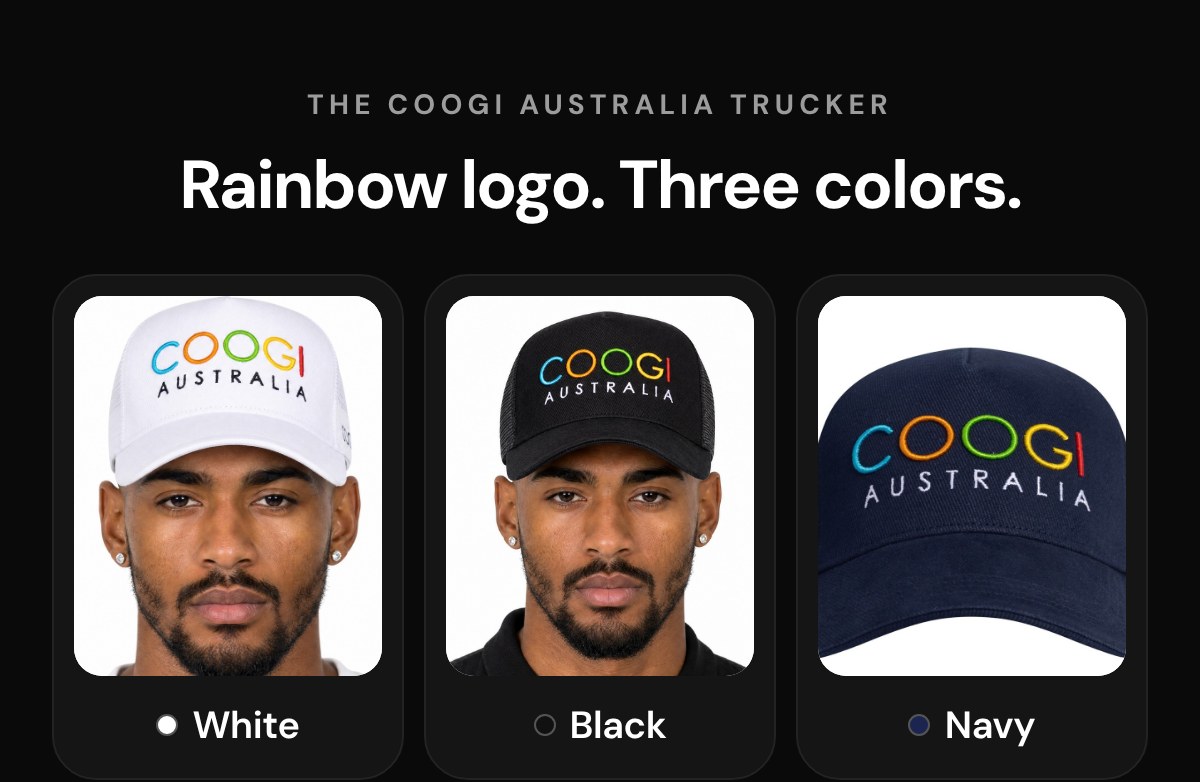 THE COOGI AUSTRALIA TRUCKER
Rainbow logo. Three colors.
COOGI
AUSTRALIA
COOGI
AUSTRALIA
COOGI
AUSTRALIA
White
Black
Navy